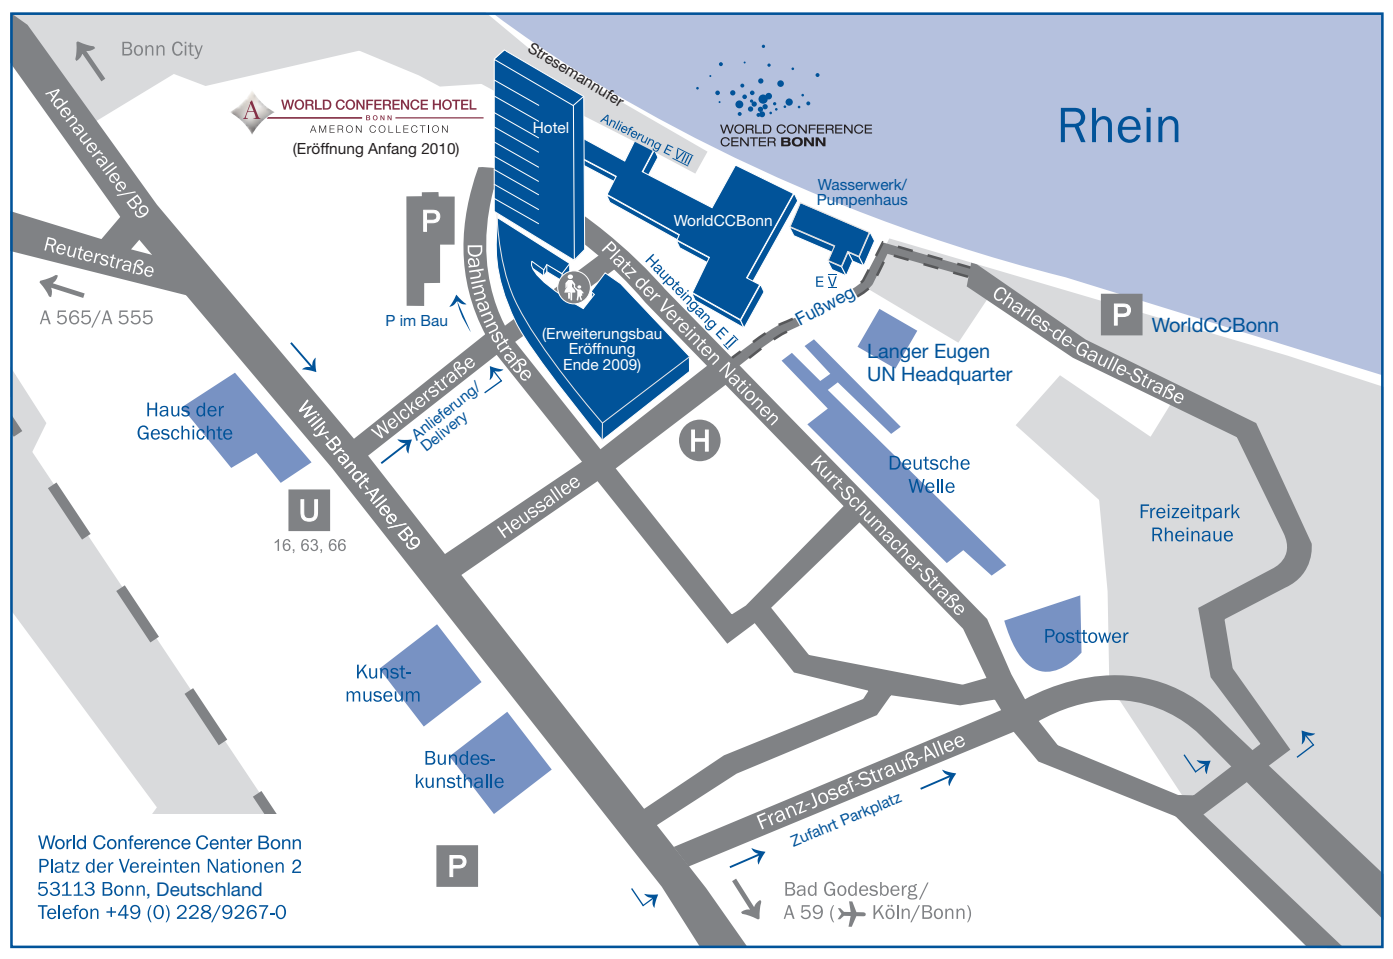 Bonn City
Adenauerallee/B9
Reuterstraße
A 565/A 555
A
WORLD CONFERENCE HOTEL
BONN
AMERON COLLECTION
(Eröffnung Anfang 2010)
Hotel
Stresemannufer
Anlieferung E VIII
WORLD CONFERENCE
CENTER BONN
Rhein
Wasserwerk/
Pumpenhaus
WorldCCBonn
E V
Fußweg
P
P im Bau
Dahlmannstraße
Platz der Vereinten Nationen
Haupteingang E II
(Erweiterungsbau
Eröffnung
Ende 2009)
Charles-de-Gaulle-Straße
P
WorldCCBonn
Langer Eugen
UN Headquarter
Haus der
Geschichte
Willy-Brandt-Allee/B9
Welckerstraße
Anlieferung/
Delivery
H
U
16, 63, 66
Heussallee
Kurt-Schumacher-Straße
Deutsche
Welle
Freizeitpark
Rheinaue
Posttower
Kunst-
museum
Bundes-
kunsthalle
Franz-Josef-Strauß-Allee
Zufahrt Parkplatz
P
World Conference Center Bonn
Platz der Vereinten Nationen 2
53113 Bonn, Deutschland
Telefon +49 (0) 228/9267-0
Bad Godesberg/
A 59 (✈ Köln/Bonn)